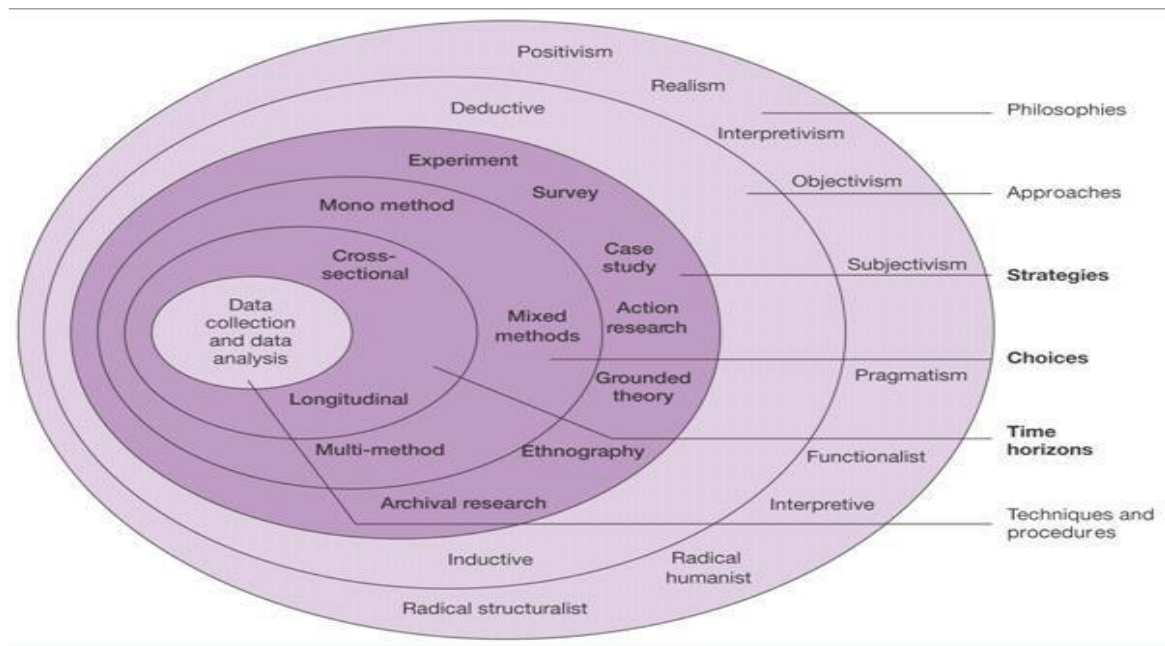 Positivism
Realism
Philosophies
Deductive
Interpretivism
Experiment
Objectivism
Approaches
Survey
Mono method
Case
study
Subjectivism
Strategies
Cross-
sectional
Data
collection
and data
analysis
Mixed
methods
Action
research
Choices
Pragmatism
Grounded
theory
Longitudinal
Time
horizons
Multi-method
Ethnography
Functionalist
Archival research
Interpretive
Techniques and
procedures
Inductive
Radical
humanist
Radical structuralist